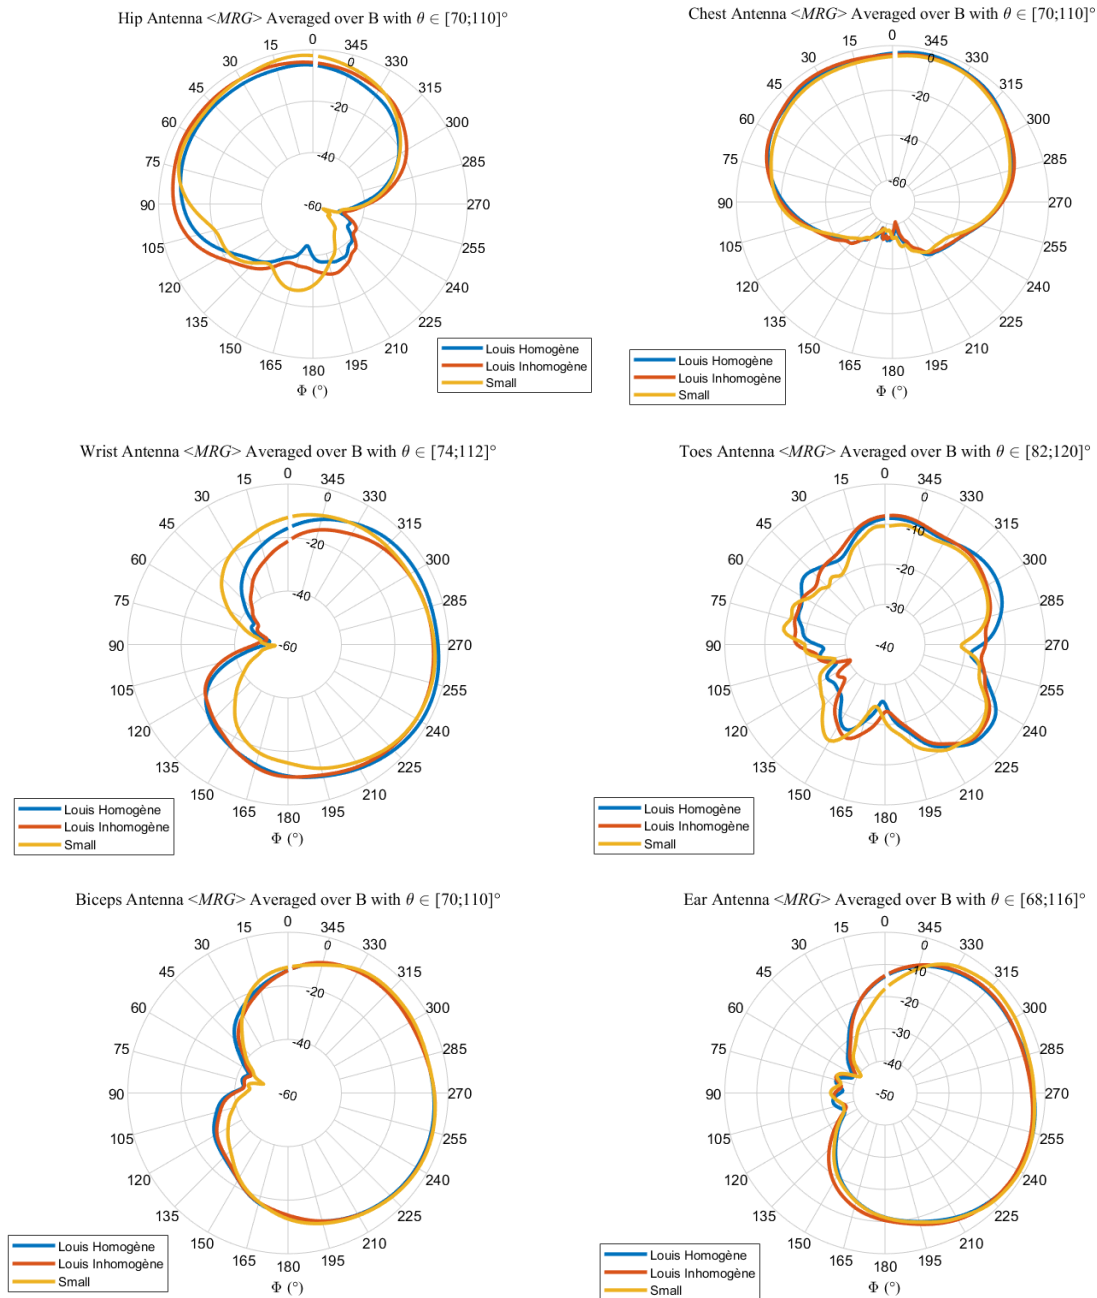 Hip Antenna <MRG> Averaged over B with θ ∈ [70;110]°
0
15 345
30 0 330
45 315
60 -20 300
75 -40 285
90 -60 270
105 255
120 240
135 225
150 210
165 180 195
Φ (°)
Louis Homogène
Louis Inhomogène
Small
Chest Antenna <MRG> Averaged over B with θ ∈ [70;110]°
0
15 345
30 0 330
45 -20 315
60 -40 300
75 285
90 -60 270
105 255
120 240
135 225
150 210
165 180 195
Φ (°)
Louis Homogène
Louis Inhomogène
Small
Wrist Antenna <MRG> Averaged over B with θ ∈ [74;112]°
0
15 345
30 0 330
45 315
60 -20 300
75 -40 285
90 -60 270
105 255
120 240
135 225
150 210
165 180 195
Φ (°)
Louis Homogène
Louis Inhomogène
Small
Toes Antenna <MRG> Averaged over B with θ ∈ [82;120]°
0
15 345
30 0 330
45 -10 315
60 -20 300
75 -30 285
90 -40 270
105 255
120 240
135 225
150 210
165 180 195
Φ (°)
Louis Homogène
Louis Inhomogène
Small
Biceps Antenna <MRG> Averaged over B with θ ∈ [70;110]°
0
15 345
30 0 330
45 315
60 -20 300
75 -40 285
90 -60 270
105 255
120 240
135 225
150 210
165 180 195
Φ (°)
Louis Homogène
Louis Inhomogène
Small
Ear Antenna <MRG> Averaged over B with θ ∈ [68;116]°
0
15 345
30 0 330
45 -10 315
60 -20 300
75 -30 285
-40
90 -50 270
105 255
120 240
135 225
150 210
165 180 195
Φ (°)
Louis Homogène
Louis Inhomogène
Small